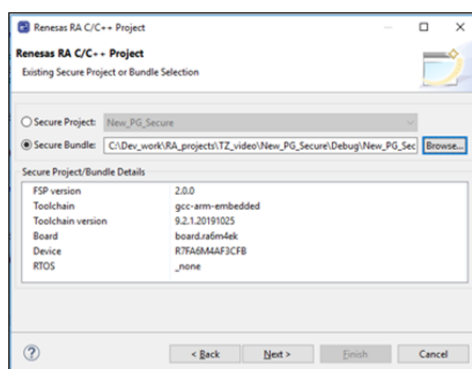 Renesas RA C/C++ Project
Renesas RA C/C++ Project
Existing Secure Project or Bundle Selection
Secure Project: New_PG_Secure
Secure Bundle: C:\Dev_work\RA_projects\TZ_video\New_PG_Secure\Debug\New_PG_Sec Browse...
Secure Project/Bundle Details
FSP version 2.0.0
Toolchain gcc-arm-embedded
Toolchain version 9.2.1.20191025
Board board.ra6m4ek
Device R7FA6M4AF3CFB
RTOS _none
? < Back Next > Finish Cancel